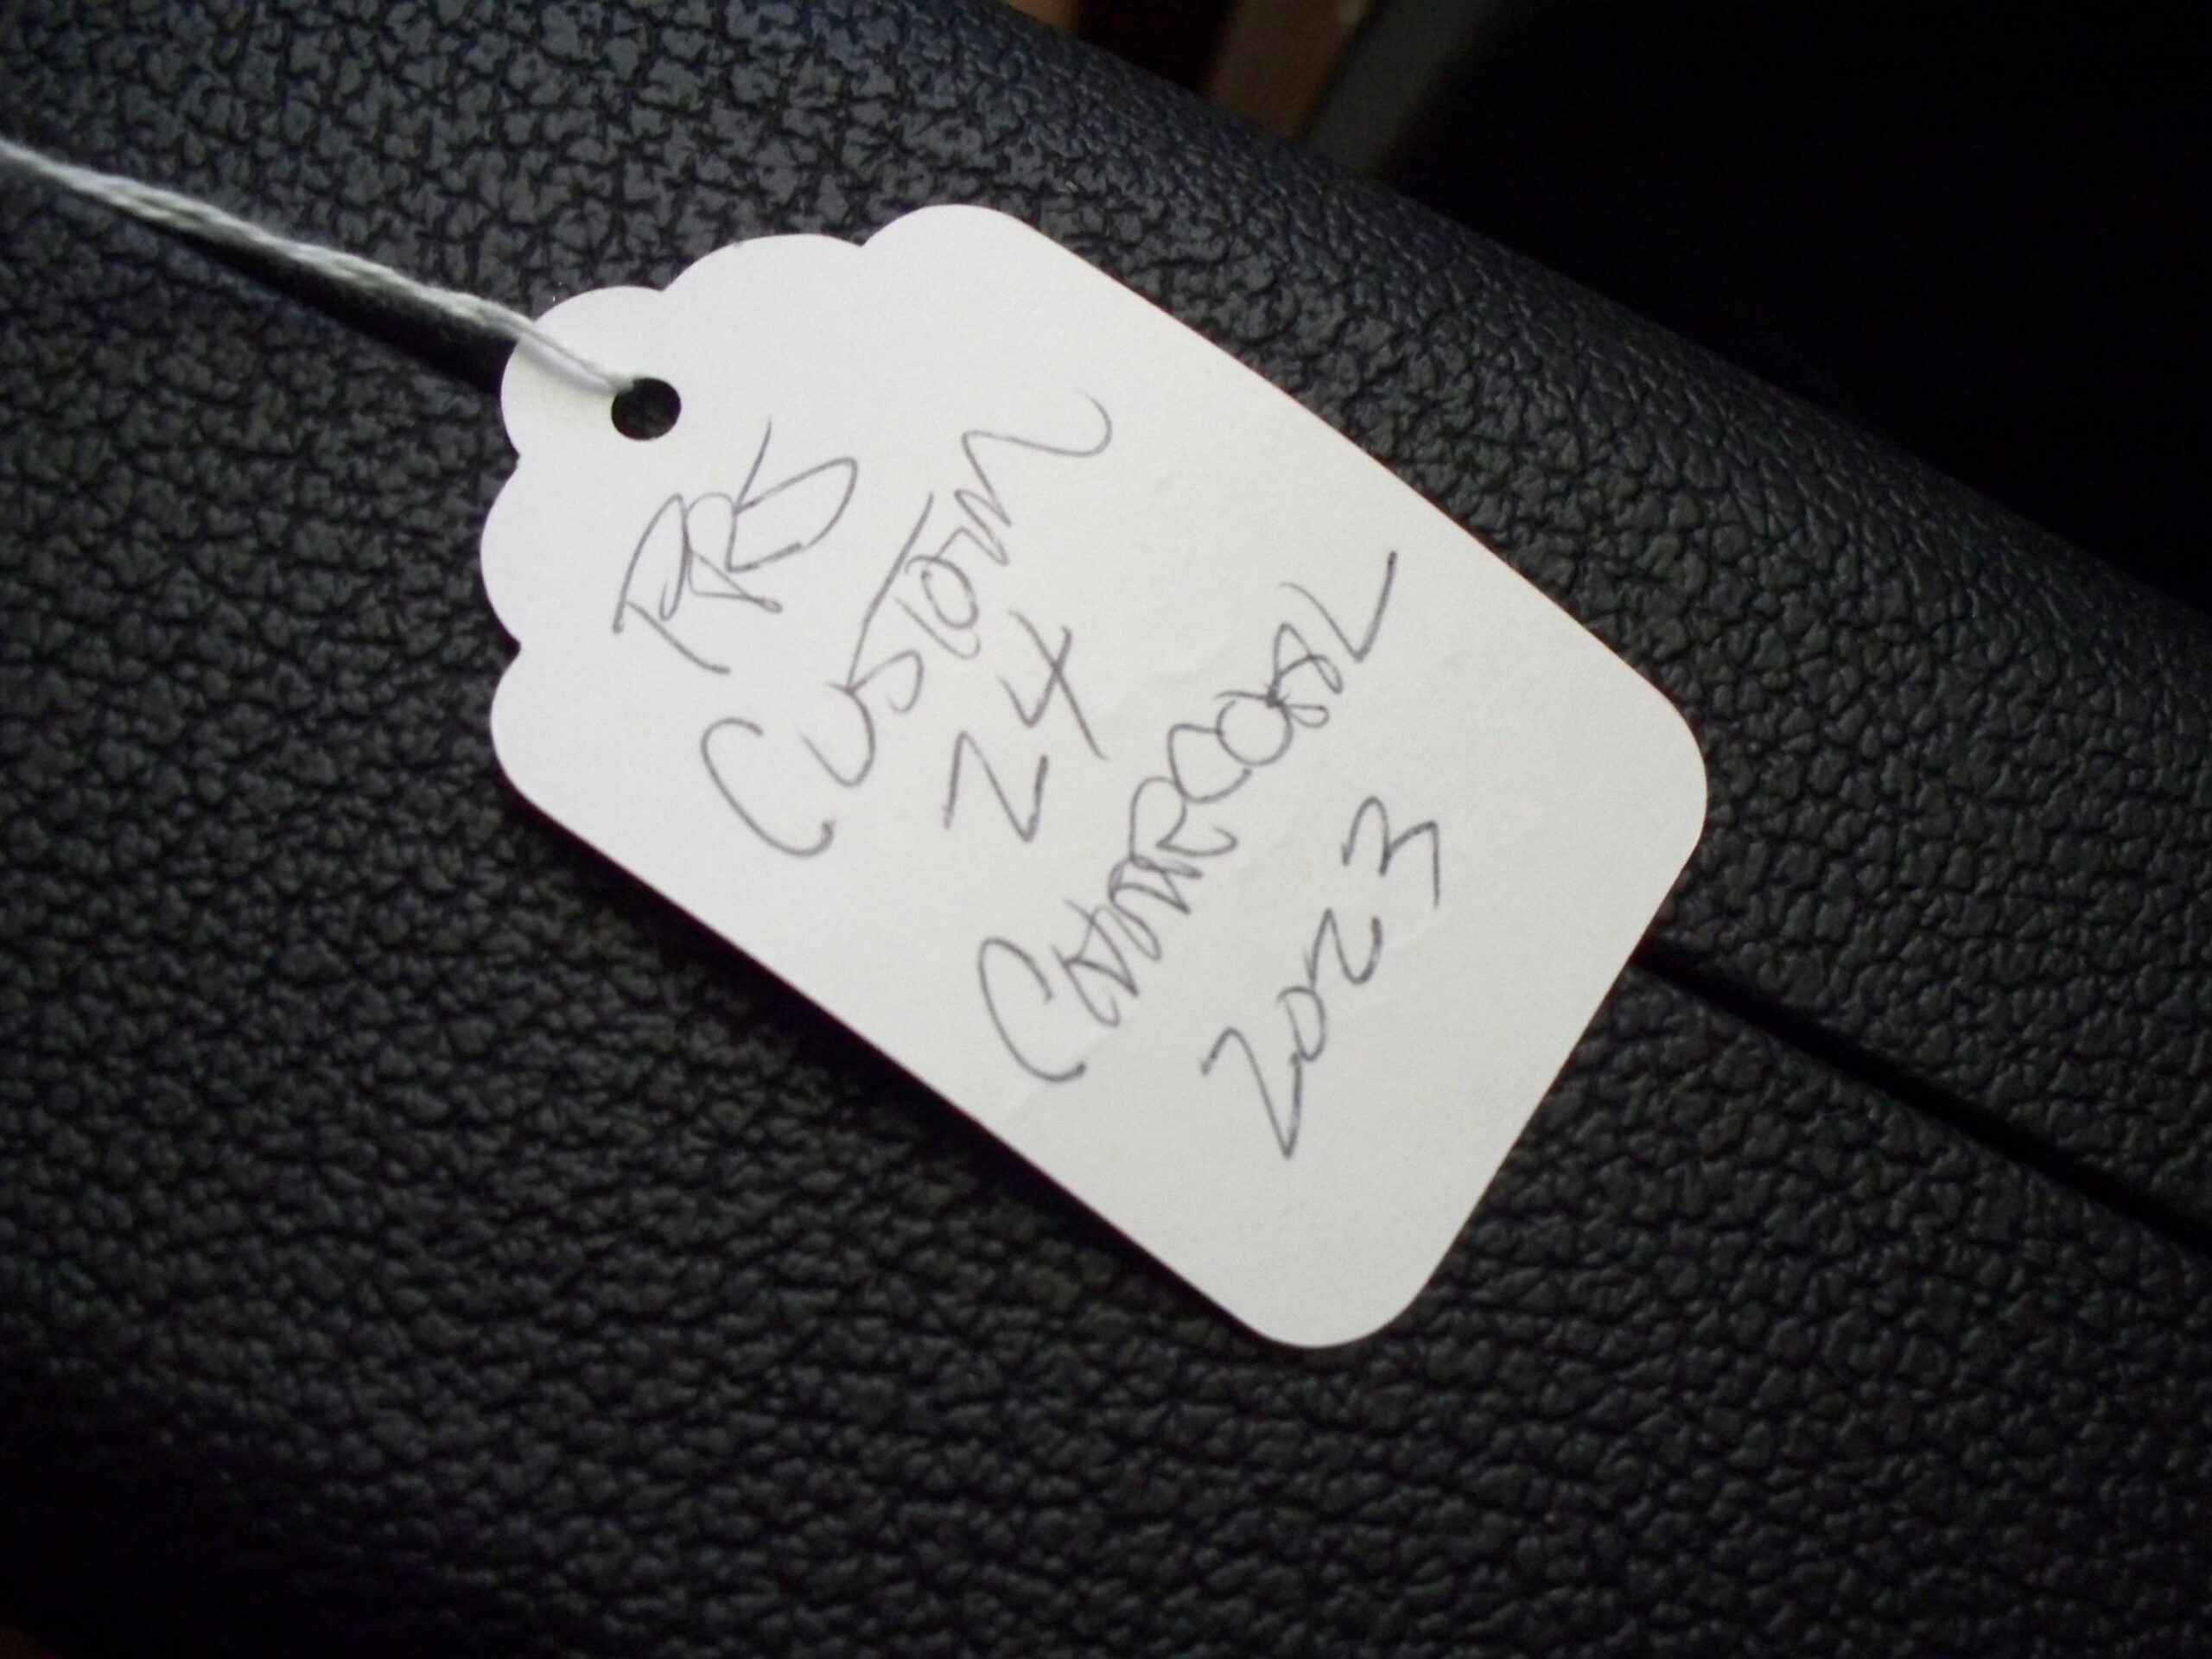 PRS
CUSTOM
24
CHARCOAL
2023